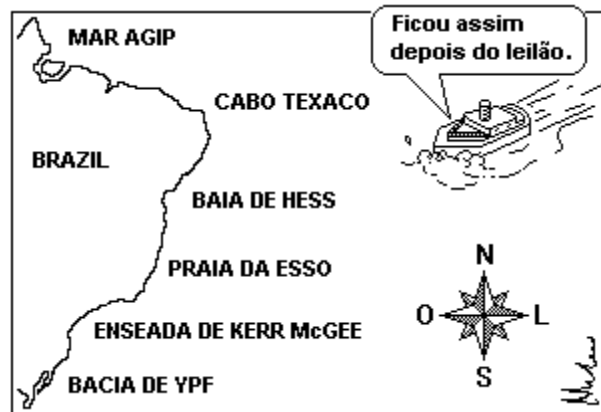 MAR AGIP
Ficou assim
depois do leilão.
CABO TEXACO
BRAZIL
BAIA DE HESS
PRAIA DA ESSO
N
O
L
ENSEADA DE KERR McGEE
S
BACIA DE YPF